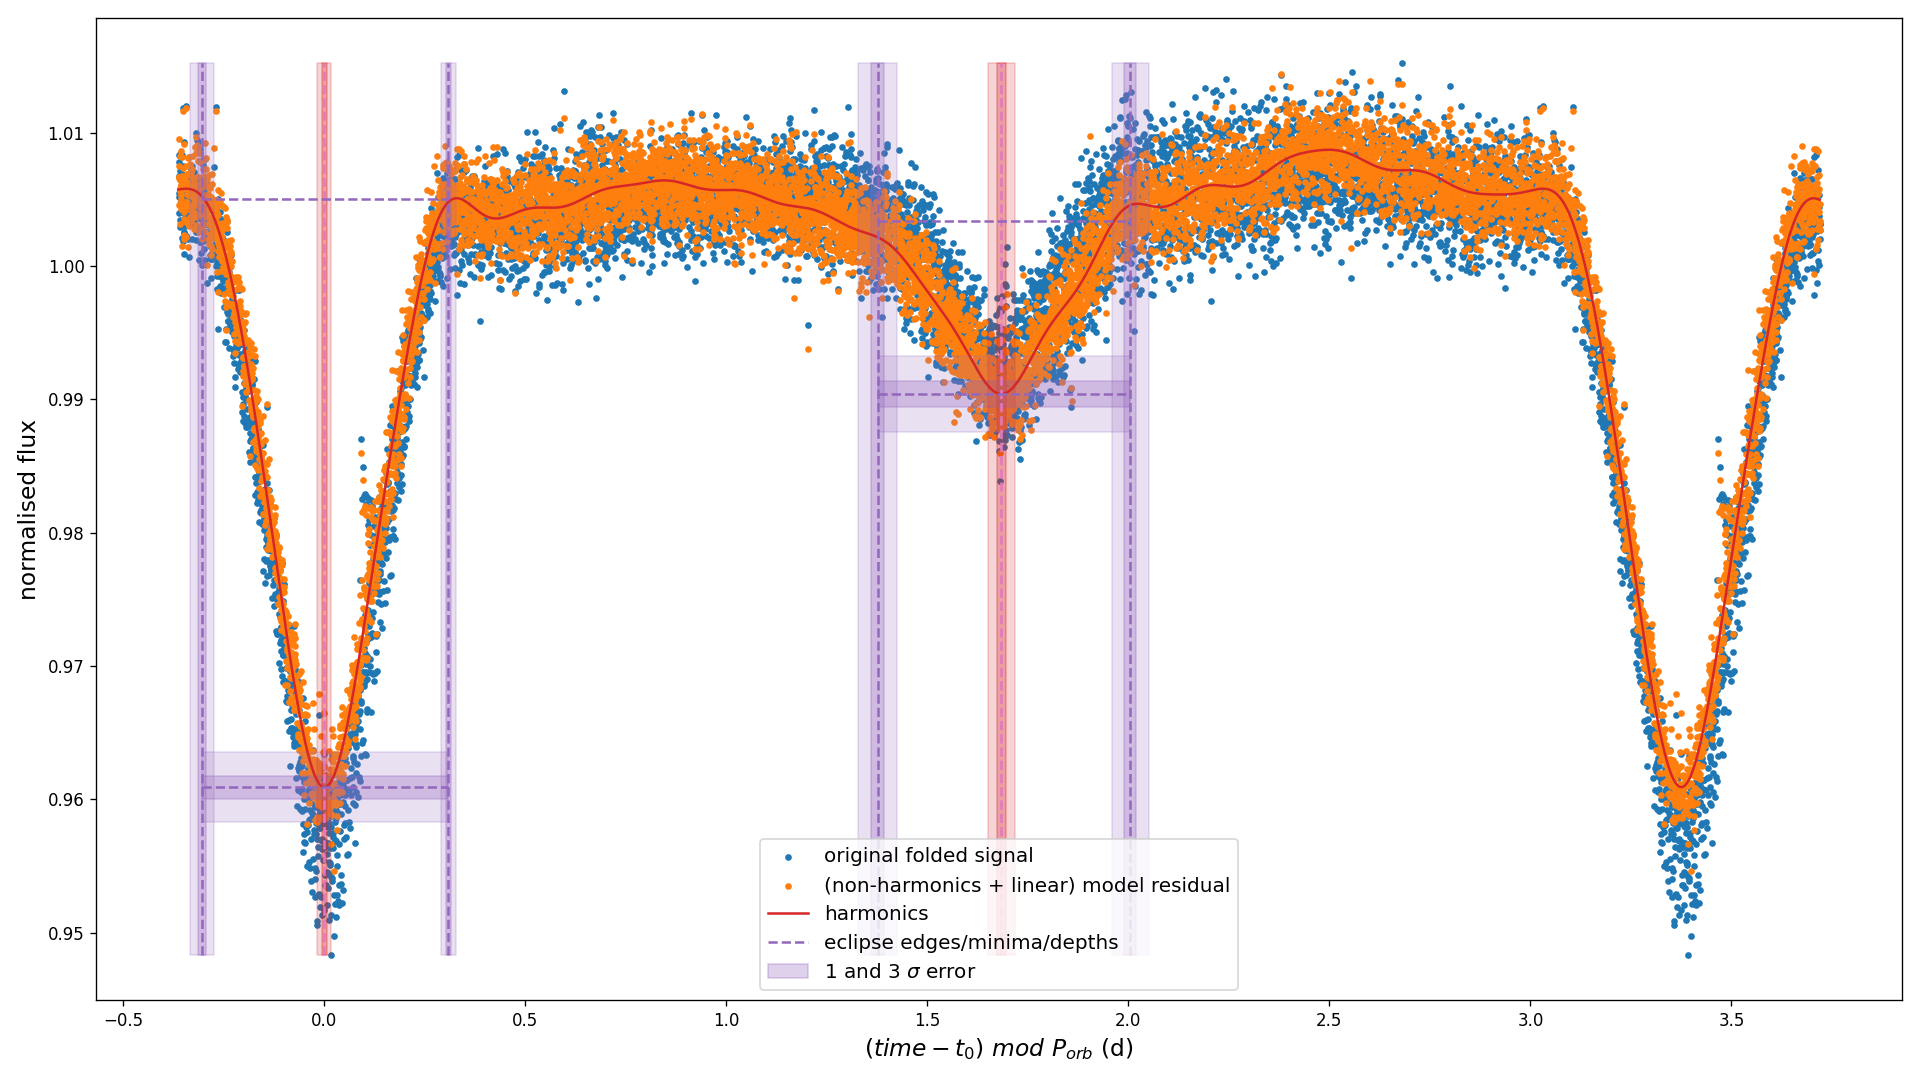 normalised flux
1.01
1.00
0.99
0.98
0.97
0.96
0.95
original folded signal
(non-harmonics + linear) model residual
harmonics
eclipse edges/minima/depths
1 and 3 σ error
−0.5 0.0 0.5 1.0 1.5 2.0 2.5 3.0 3.5
(time − t₀) mod Pₒᵣb (d)